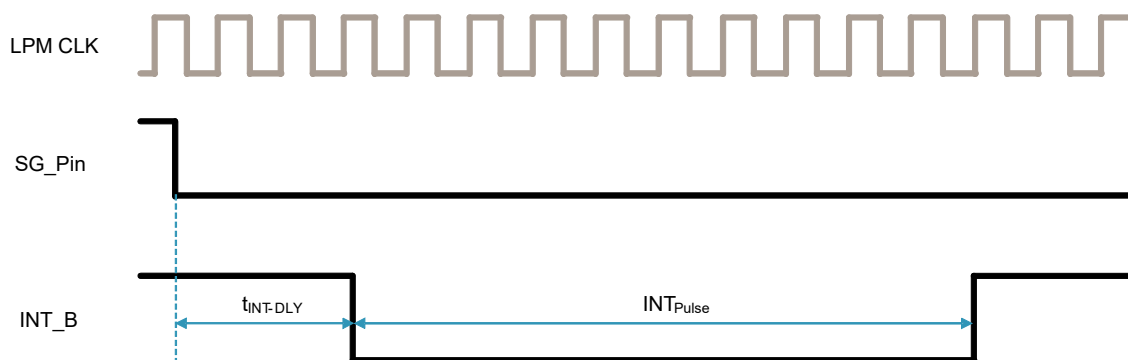 LPM CLK
SG_Pin
INT_B
tINT-DLY
INTPulse